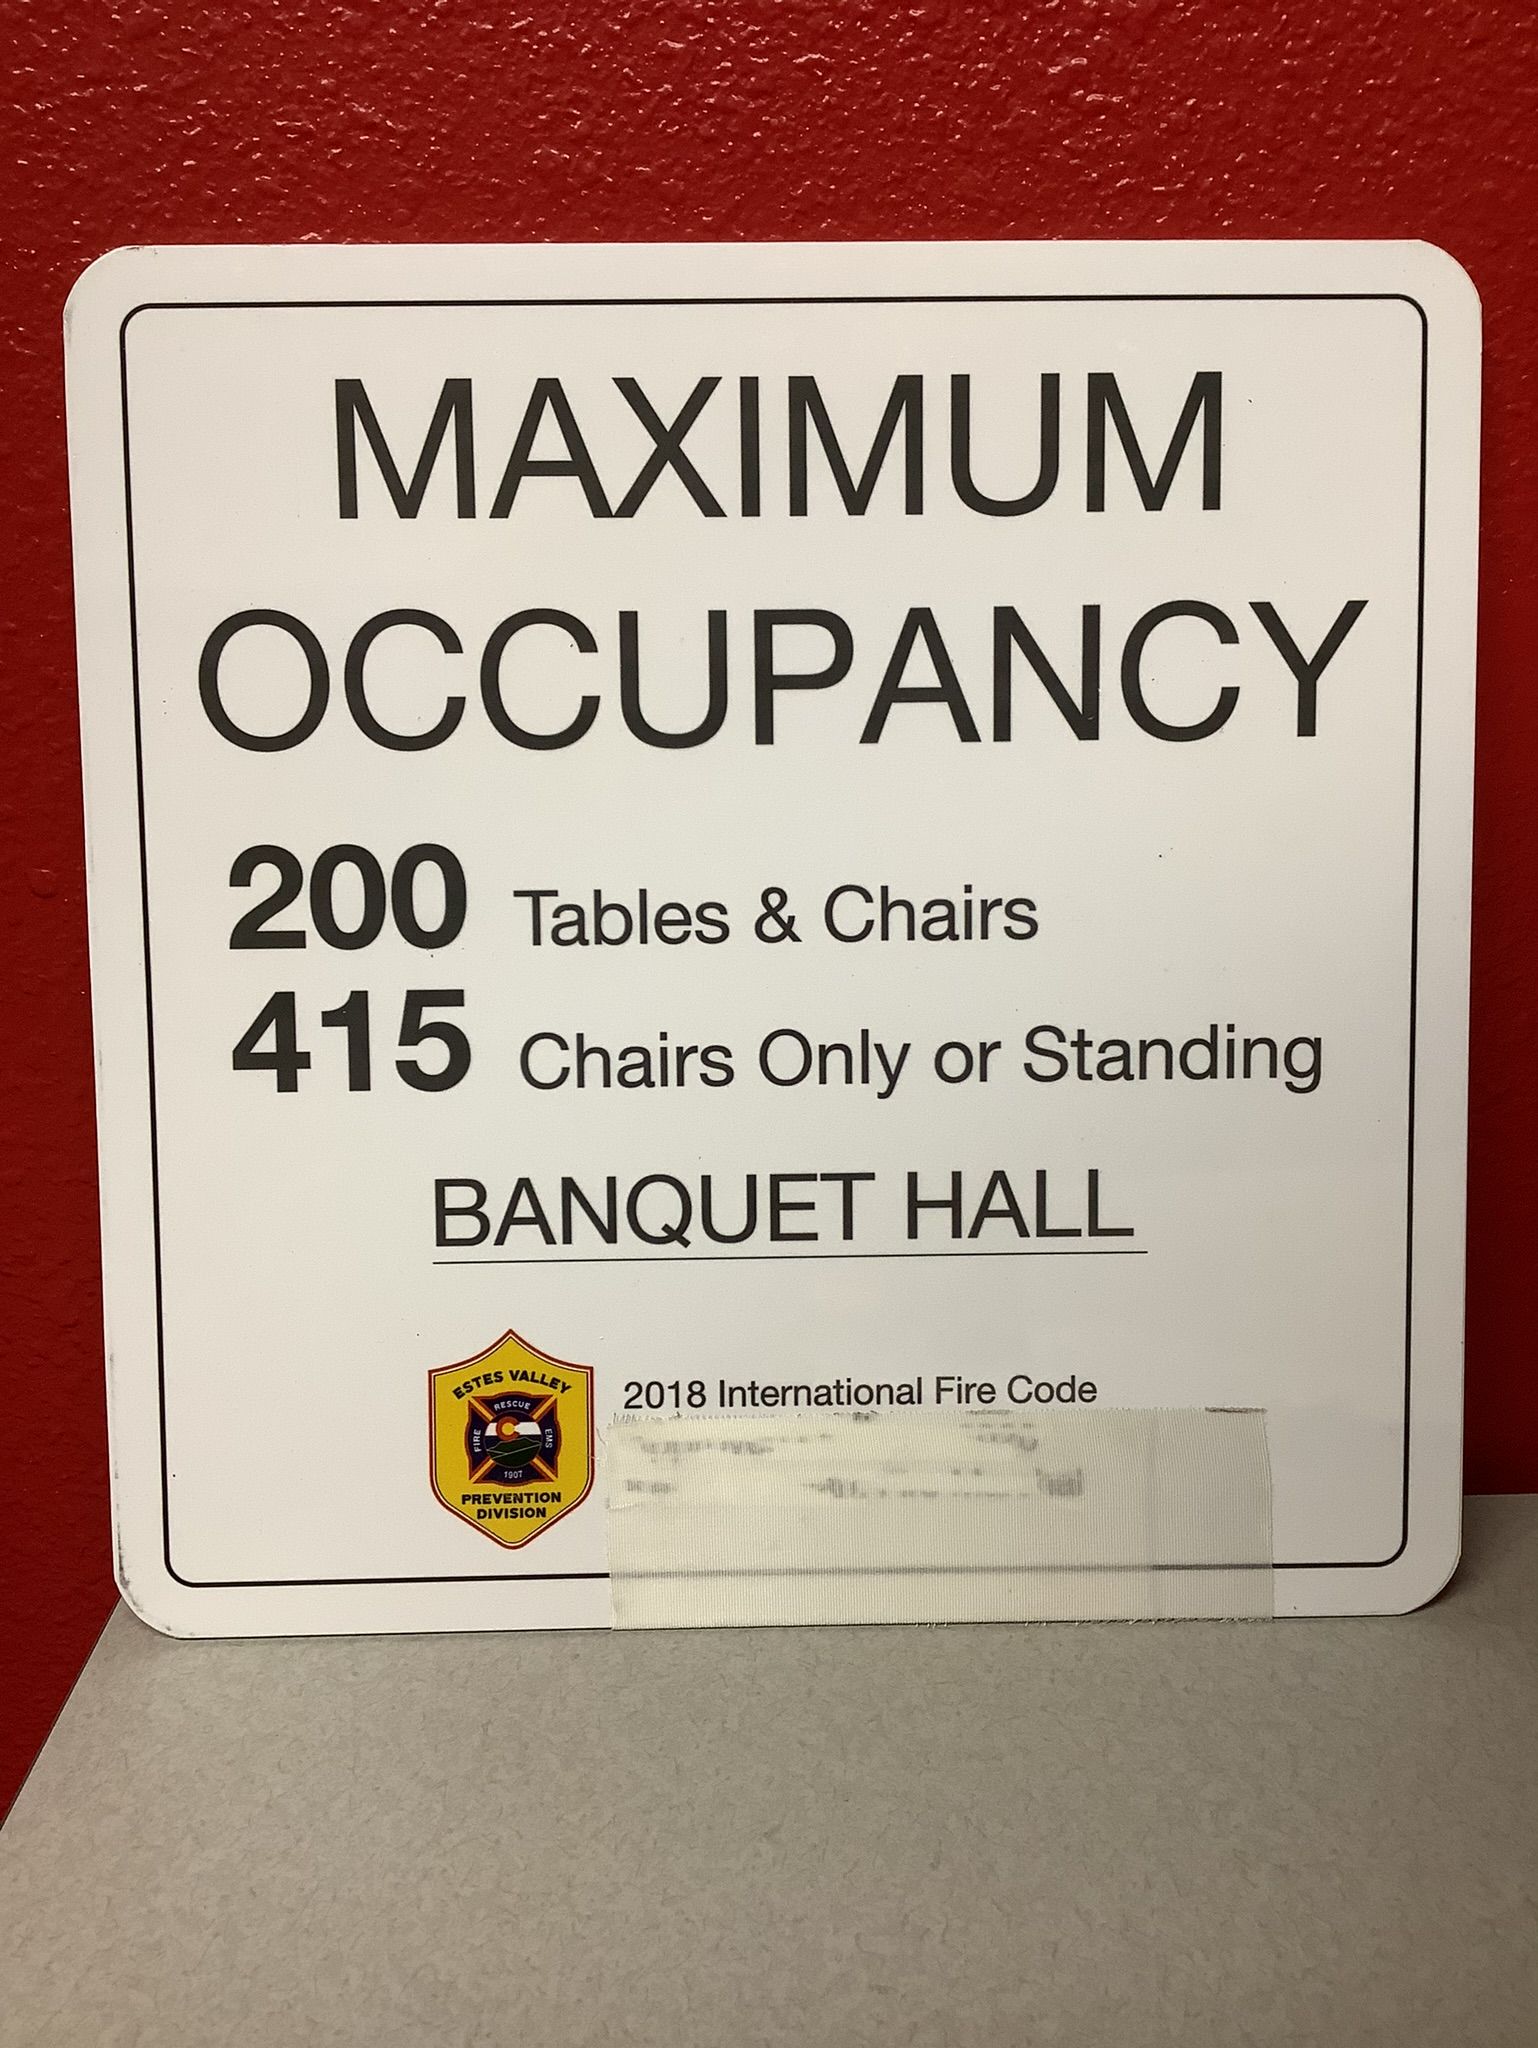 MAXIMUM
OCCUPANCY
200 Tables & Chairs
415 Chairs Only or Standing
BANQUET HALL
2018 International Fire Code
ESTES VALLEY
RESCUE
FIRE
EMS
1907
PREVENTION
DIVISION